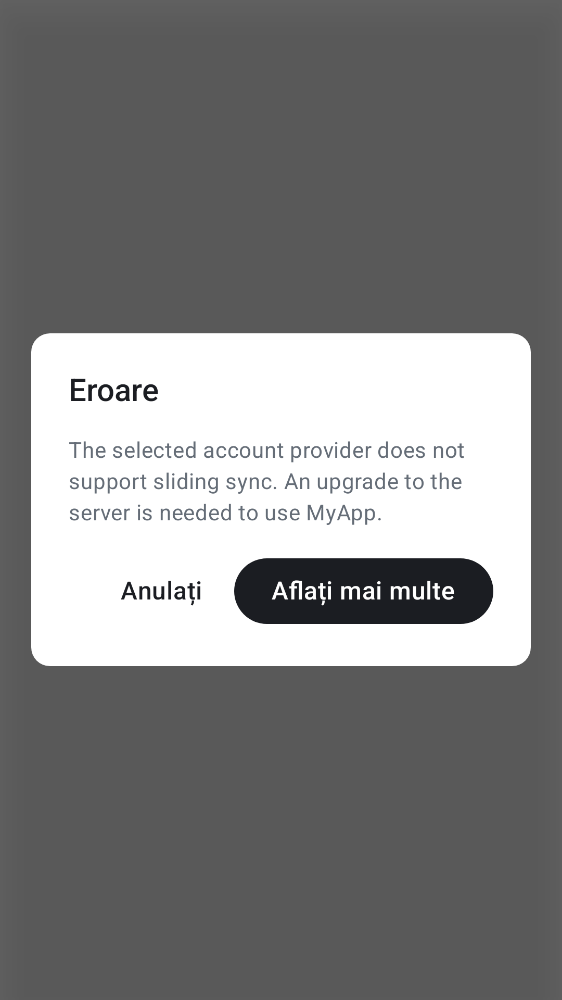 Eroare
The selected account provider does not
support sliding sync. An upgrade to the
server is needed to use MyApp.
Anulați
Aflați mai multe